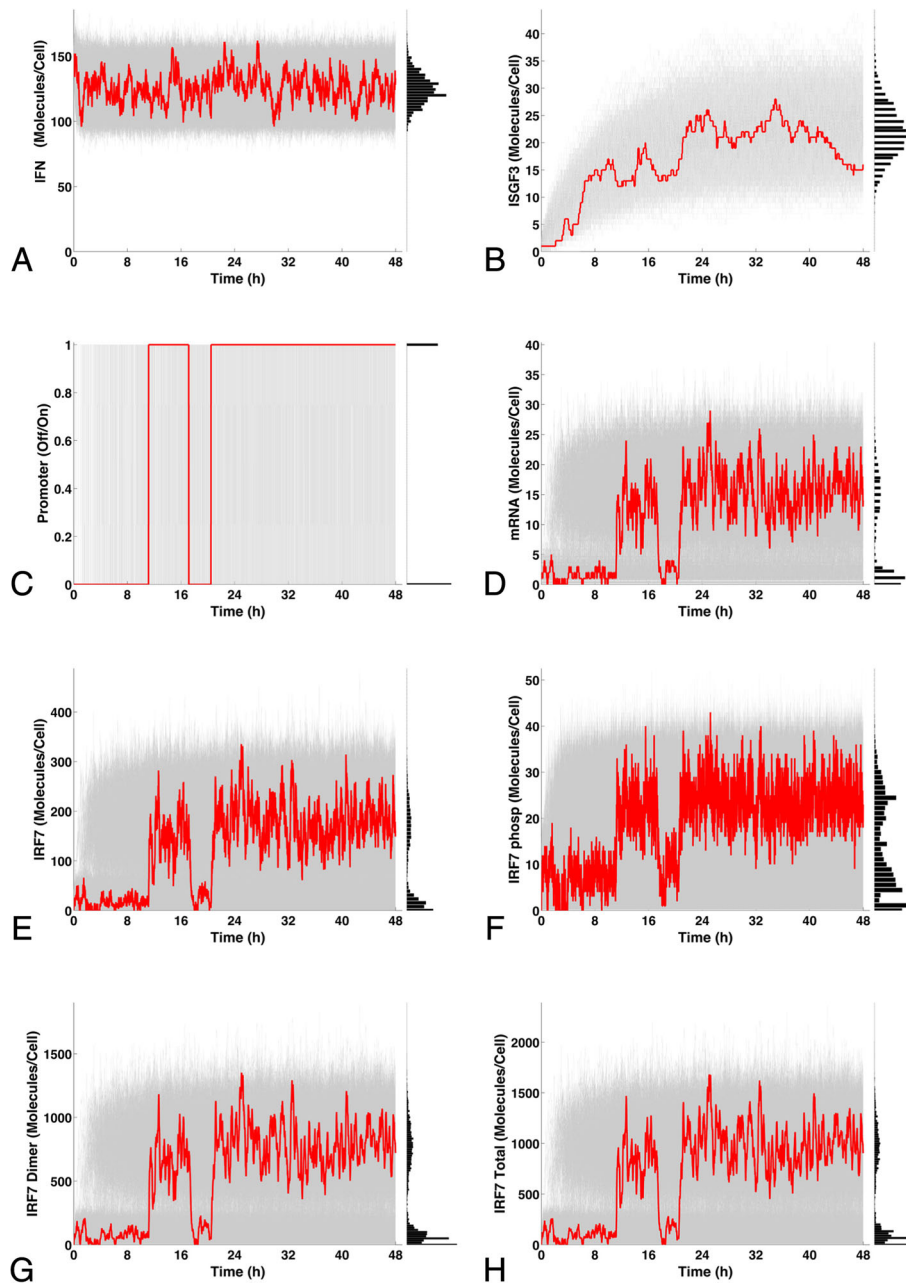 150
100
50
0
IFN (Molecules/Cell)
0 8 16 24 32 40 48
Time (h)
A
40
35
30
25
20
15
10
5
0
ISGF3 (Molecules/Cell)
0 8 16 24 32 40 48
Time (h)
B
1
0.8
0.6
0.4
0.2
0
Promoter (Off/On)
0 8 16 24 32 40 48
Time (h)
C
40
35
30
25
20
15
10
5
0
mRNA (Molecules/Cell)
0 8 16 24 32 40 48
Time (h)
D
400
300
200
100
0
IRF7 (Molecules/Cell)
0 8 16 24 32 40 48
Time (h)
E
50
40
30
20
10
0
IRF7 phosp (Molecules/Cell)
0 8 16 24 32 40 48
Time (h)
F
1500
1000
500
0
IRF7 Dimer (Molecules/Cell)
0 8 16 24 32 40 48
Time (h)
G
2000
1500
1000
500
0
IRF7 Total (Molecules/Cell)
0 8 16 24 32 40 48
Time (h)
H